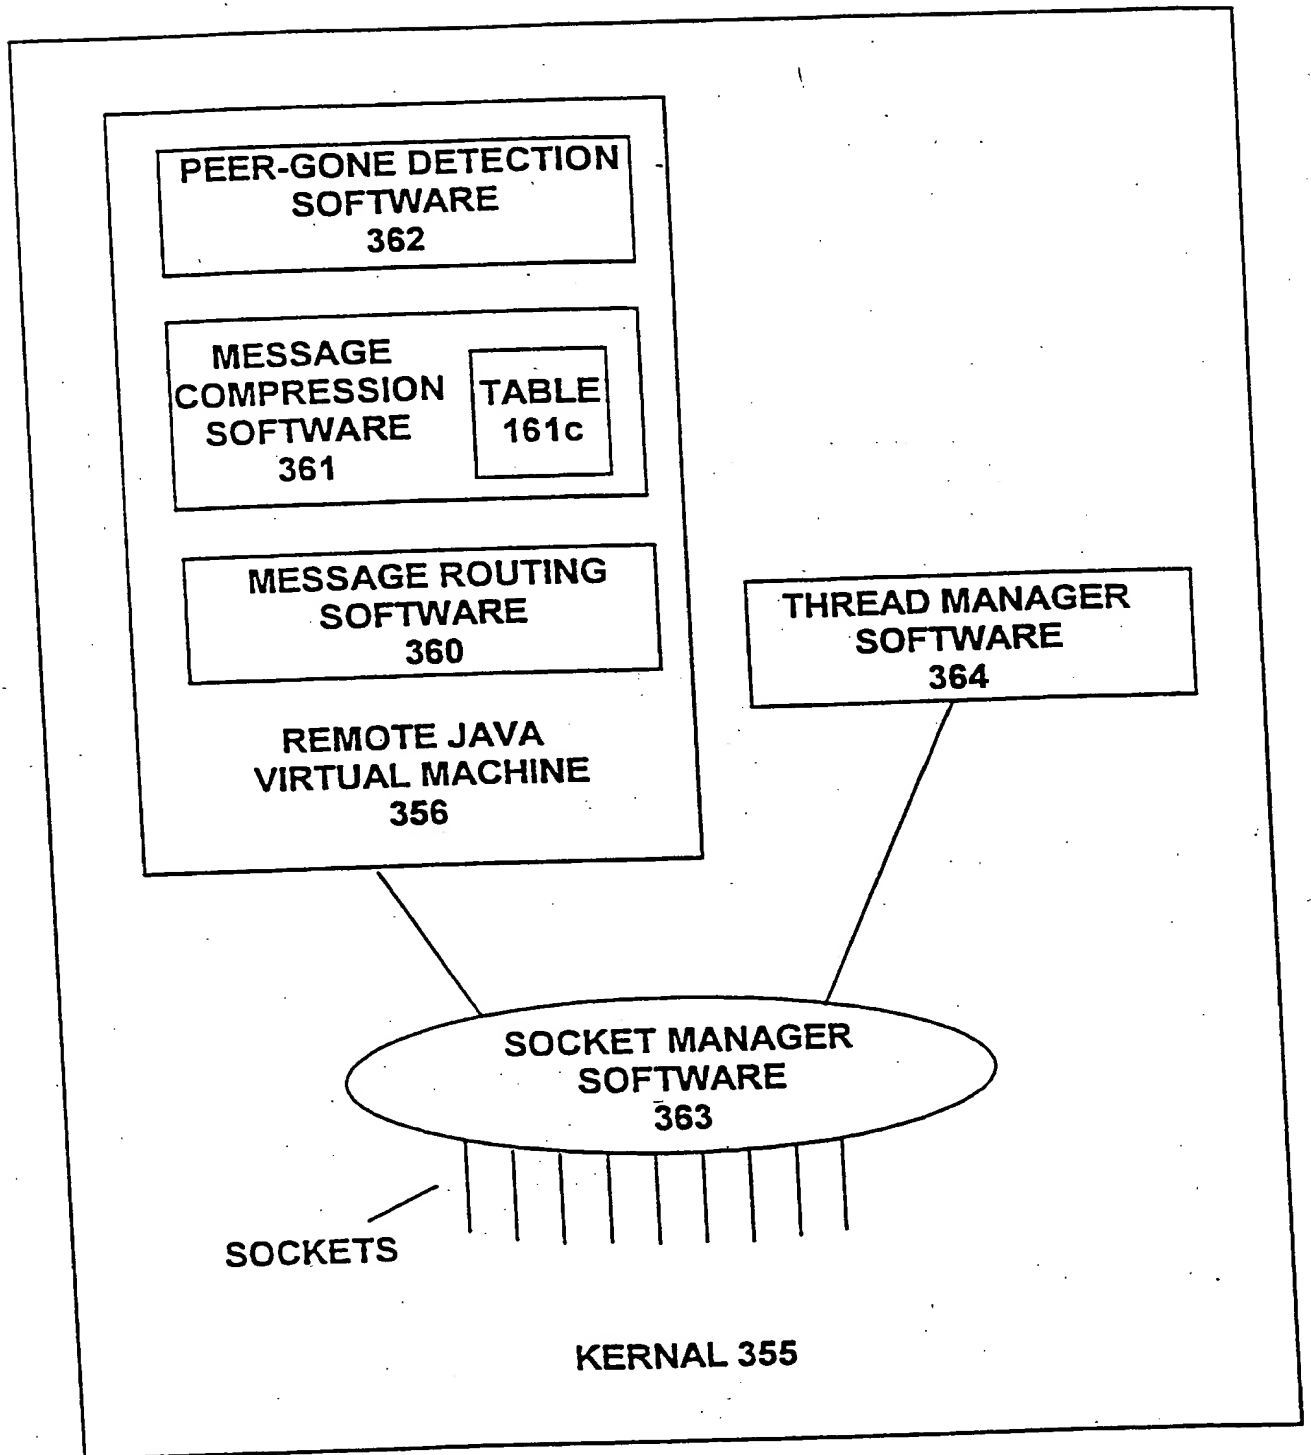 PEER-GONE DETECTION
SOFTWARE
362
MESSAGE
COMPRESSION
SOFTWARE
361
TABLE
161c
MESSAGE ROUTING
SOFTWARE
360
REMOTE JAVA
VIRTUAL MACHINE
356
THREAD MANAGER
SOFTWARE
364
SOCKET MANAGER
SOFTWARE
363
SOCKETS
KERNAL 355